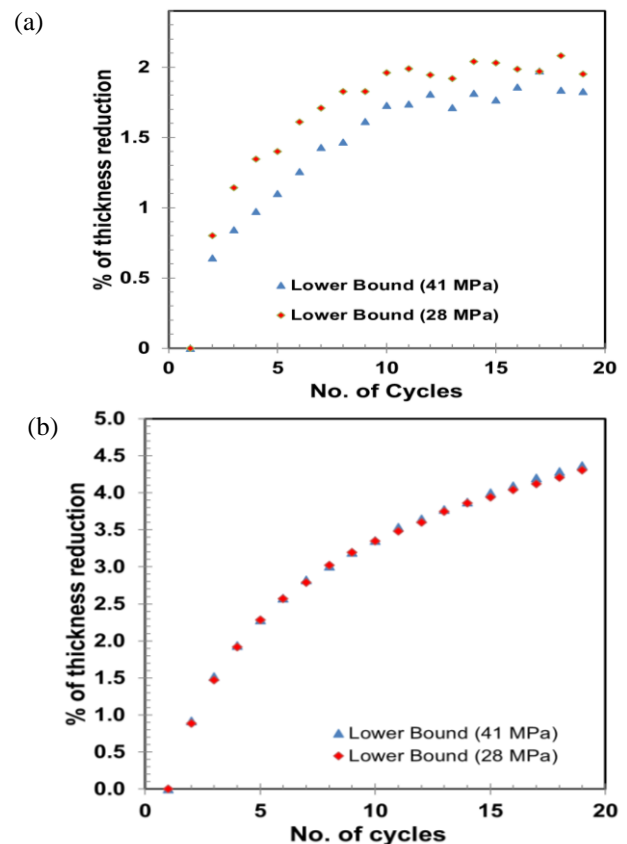 (a)
% of thickness reduction
2
1.5
1
0.5
0
Lower Bound (41 MPa)
Lower Bound (28 MPa)
0 5 10 15 20
No. of Cycles
(b)
% of thickness reduction
5.0
4.5
4.0
3.5
3.0
2.5
2.0
1.5
1.0
0.5
0.0
Lower Bound (41 MPa)
Lower Bound (28 MPa)
0 5 10 15 20
No. of cycles